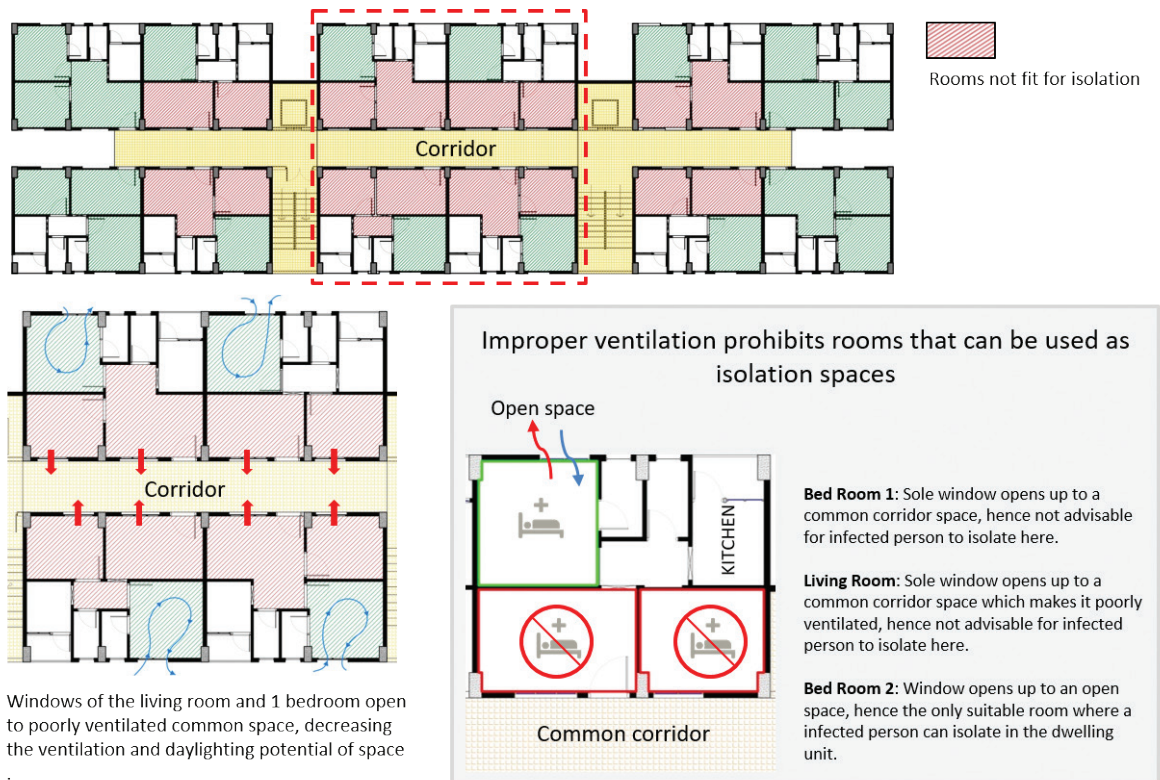 Rooms not fit for isolation
Corridor
Corridor
Windows of the living room and 1 bedroom open
to poorly ventilated common space, decreasing
the ventilation and daylighting potential of space
.
Improper ventilation prohibits rooms that can be used as
isolation spaces
Open space
KITCHEN
Common corridor
Bed Room 1: Sole window opens up to a
common corridor space, hence not advisable
for infected person to isolate here.
Living Room: Sole window opens up to a
common corridor space which makes it poorly
ventilated, hence not advisable for infected
person to isolate here.
Bed Room 2: Window opens up to an open
space, hence the only suitable room where a
infected person can isolate in the dwelling
unit.